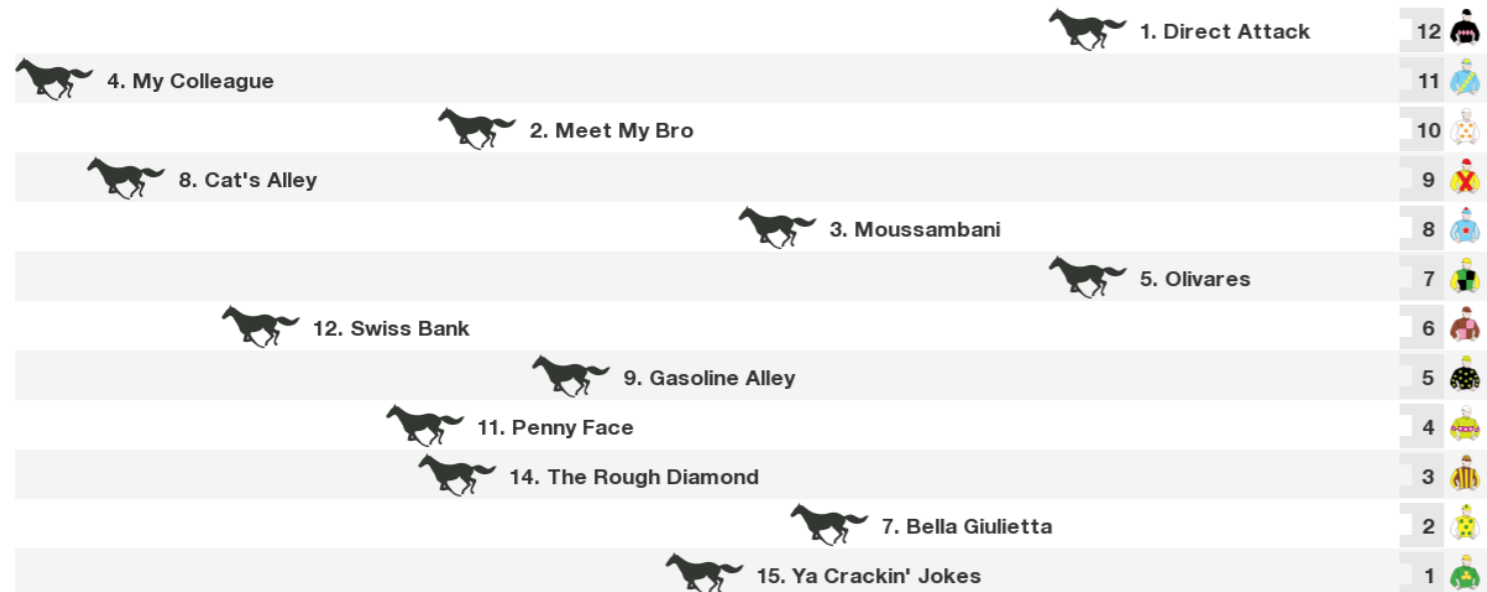 1. Direct Attack 12
4. My Colleague 11
2. Meet My Bro 10
8. Cat's Alley 9
3. Moussambani 8
5. Olivares 7
12. Swiss Bank 6
9. Gasoline Alley 5
11. Penny Face 4
14. The Rough Diamond 3
7. Bella Giulietta 2
15. Ya Crackin' Jokes 1